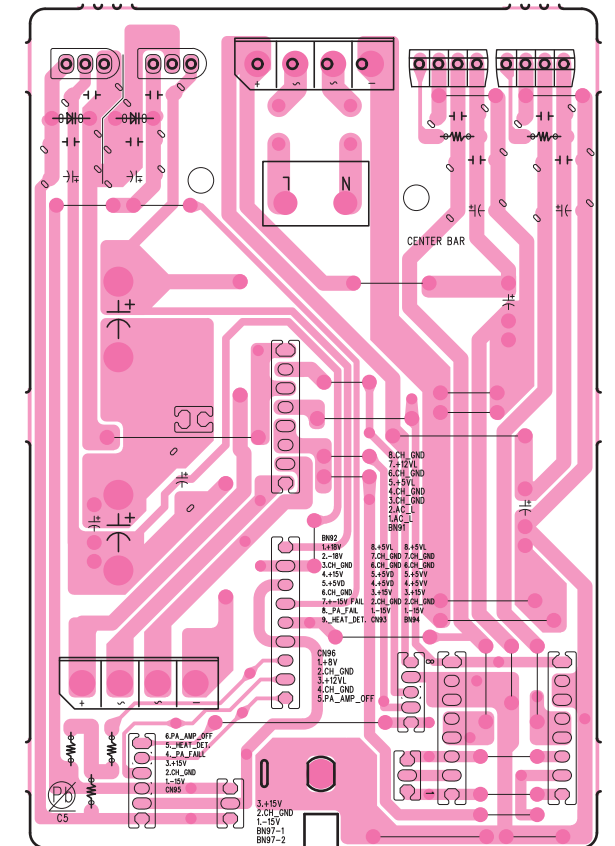 + ~ ~ −
L N
CENTER BAR
8.CH_GND
7.+12VL
6.CH_GND
5.+5VL
4.CH_GND
3.CH_GND
2.AC_L
1.AC_L
BN91
BN92
1.+18V
2.-18V
3.CH_GND
4.+15V
5.+5VD
6.CH_GND
7.+-15V FAIL
8._PA_FAIL
9._HEAT_DET.
8.+5VL
7.CH_GND
6.CH_GND
5.+5VD
4.+5VD
3.+15V
2.CH_GND
1.-15V
CN93
8.+5VL
7.CH_GND
6.CH_GND
5.+5VV
4.+5VV
3.+15V
2.CH_GND
1.-15V
BN94
CN96
1.+8V
2.CH_GND
3.+12VL
4.CH_GND
5.PA_AMP_OFF
8
+ ~ ~ −
6.PA_AMP_OFF
5._HEAT_DET.
4._PA_FAILL
3.+15V
2.CH_GND
1.-15V
CN95
1
Pb
C5
3.+15V
2.CH_GND
1.-15V
BN97-1
BN97-2